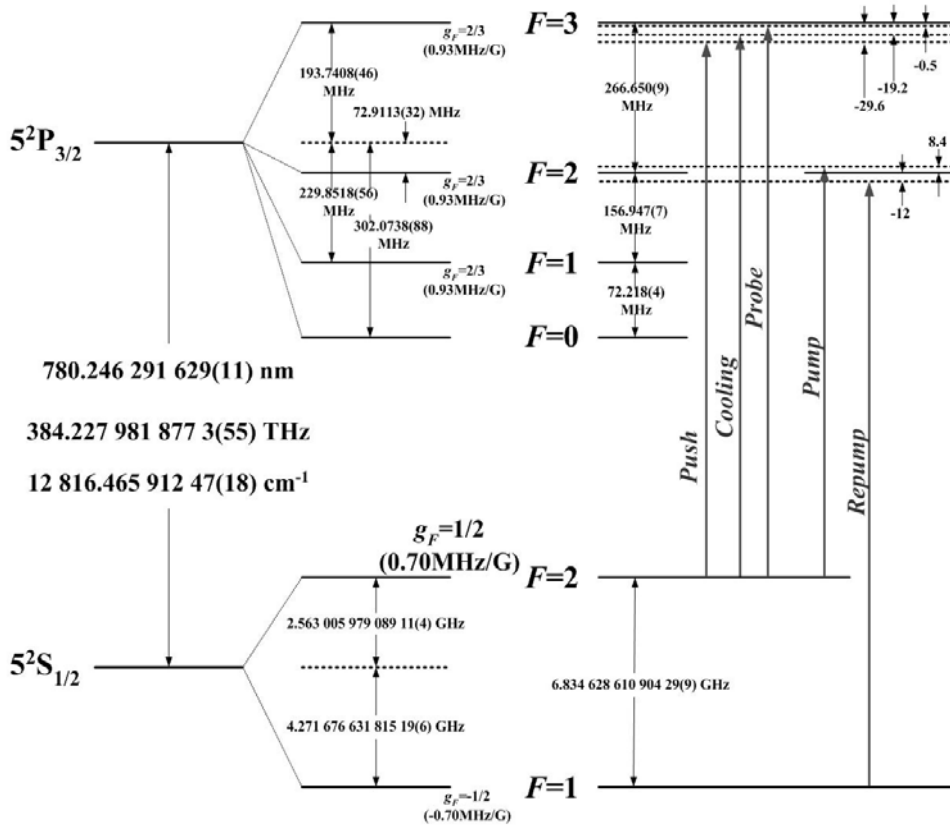 g_F=2/3
(0.93MHz/G)
F=3
193.7408(46)
MHz
266.650(9)
MHz
-0.5
-19.2
-29.6
72.9113(32) MHz
5²P₃/₂
8.4
F=2
g_F=2/3
(0.93MHz/G)
229.8518(56)
MHz
302.0738(88)
MHz
156.947(7)
MHz
-12
F=1
g_F=2/3
(0.93MHz/G)
72.218(4)
MHz
F=0
780.246 291 629(11) nm
384.227 981 877 3(55) THz
12 816.465 912 47(18) cm⁻¹
Push
Cooling
Probe
Pump
Repump
g_F=1/2
(0.70MHz/G)
F=2
2.563 005 979 089 11(4) GHz
5²S₁/₂
6.834 628 610 904 29(9) GHz
4.271 676 631 815 19(6) GHz
F=1
g_F=-1/2
(-0.70MHz/G)